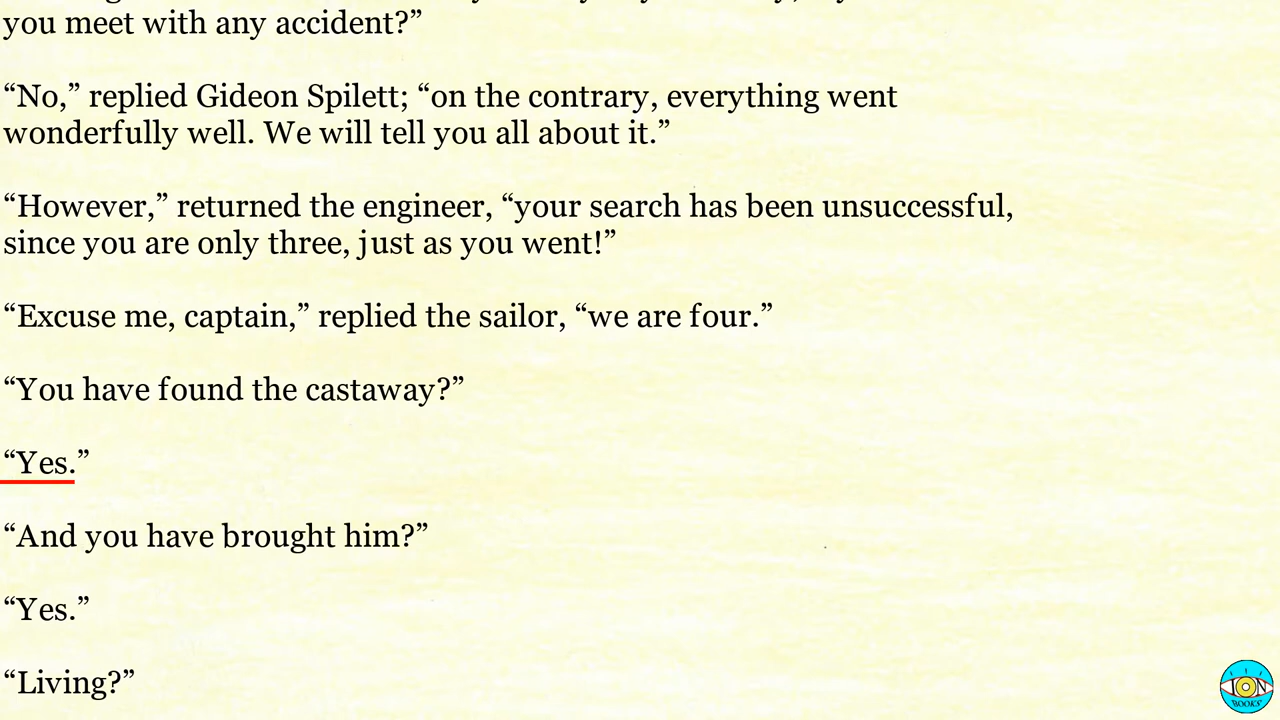 you meet with any accident?”
“No,” replied Gideon Spilett; “on the contrary, everything went
wonderfully well. We will tell you all about it.”
“However,” returned the engineer, “your search has been unsuccessful,
since you are only three, just as you went!”
“Excuse me, captain,” replied the sailor, “we are four.”
“You have found the castaway?”
“Yes.”
“And you have brought him?”
“Yes.”
“Living?”
ION
BOOKS